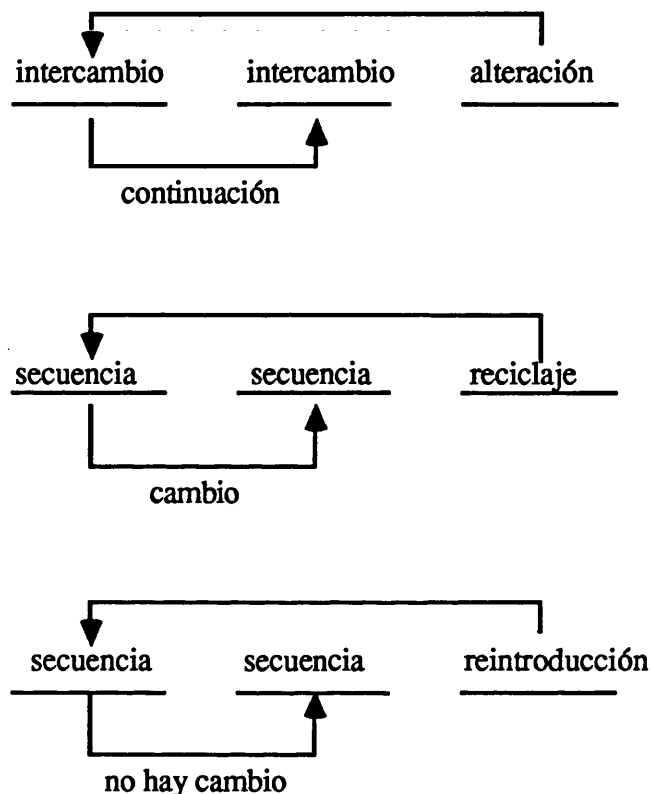 intercambio intercambio alteración
continuación
secuencia secuencia reciclaje
cambio
secuencia secuencia reintroducción
no hay cambio